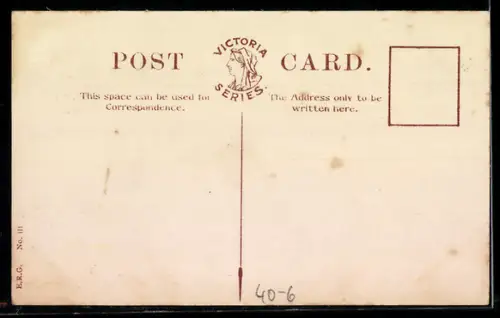 POST CARD.
VICTORIA
SERIES.
This space can be used for
Correspondence.
The Address only to be
written here.
E.R.G. No. 111
40-6